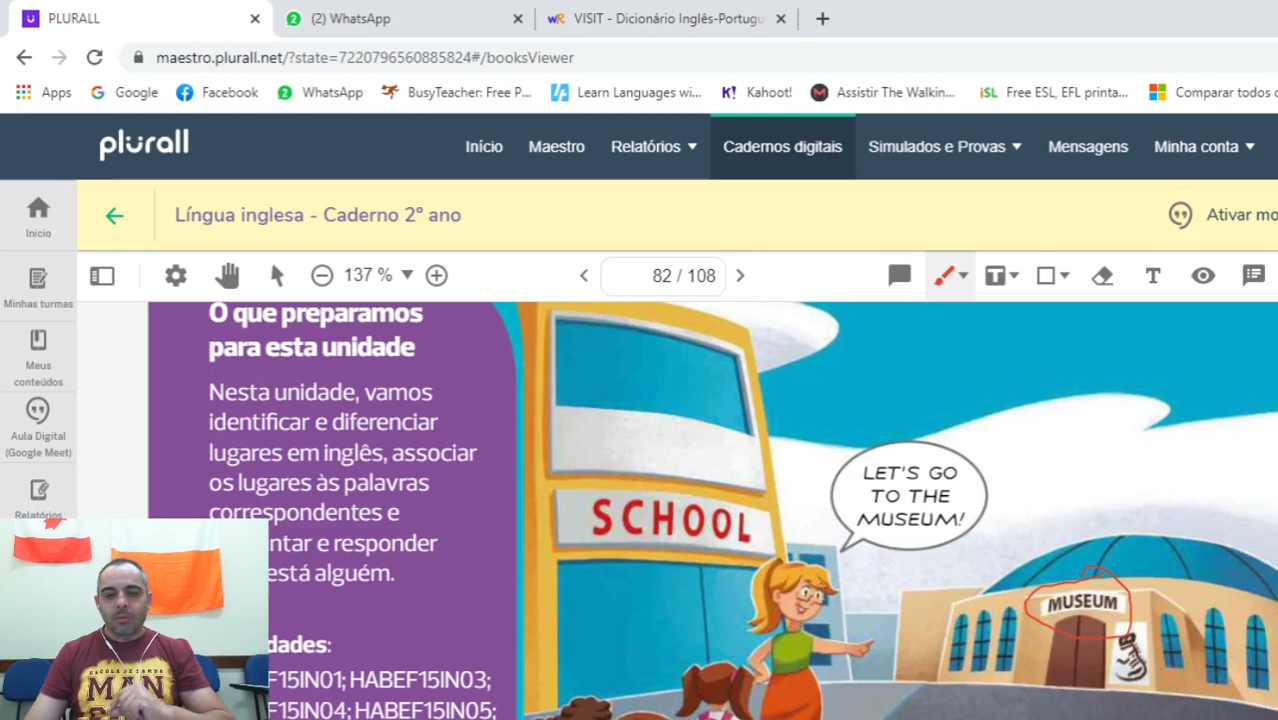 PLURALL
(2) WhatsApp
VISIT - Dicionário Inglês-Portugu
maestro.plurall.net/?state=7220796560885824#/booksViewer
Apps
Google
Facebook
WhatsApp
BusyTeacher: Free P...
Learn Languages wi...
Kahoot!
Assistir The Walkin...
iSL Free ESL, EFL printa...
Comparar todos o
plurall
Início
Maestro
Relatórios
Cadernos digitais
Simulados e Provas
Mensagens
Minha conta
Inicio
Língua inglesa - Caderno 2º ano
Ativar mo
137 %
82 / 108
Minhas turmas
Meus
conteúdos
Aula Digital
(Google Meet)
Relatórios
O que preparamos
para esta unidade
Nesta unidade, vamos
identificar e diferenciar
lugares em inglês, associar
os lugares às palavras
correspondentes e
ntar e responder
está alguém.
dades:
F15IN01; HABEF15IN03;
F15IN04; HABEF15IN05;
SCHOOL
LET'S GO
TO THE
MUSEUM!
MUSEUM
MAN